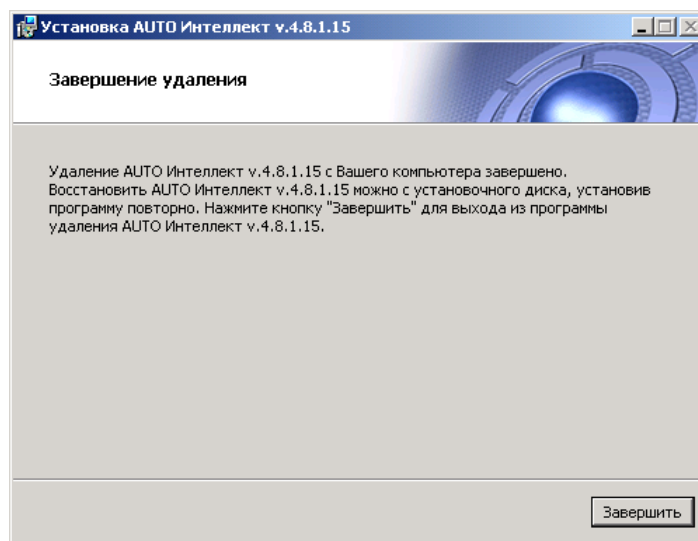 Установка AUTO Интеллект v.4.8.1.15
Завершение удаления
Удаление AUTO Интеллект v.4.8.1.15 с Вашего компьютера завершено.
Восстановить AUTO Интеллект v.4.8.1.15 можно с установочного диска, установив
программу повторно. Нажмите кнопку "Завершить" для выхода из программы
удаления AUTO Интеллект v.4.8.1.15.
Завершить